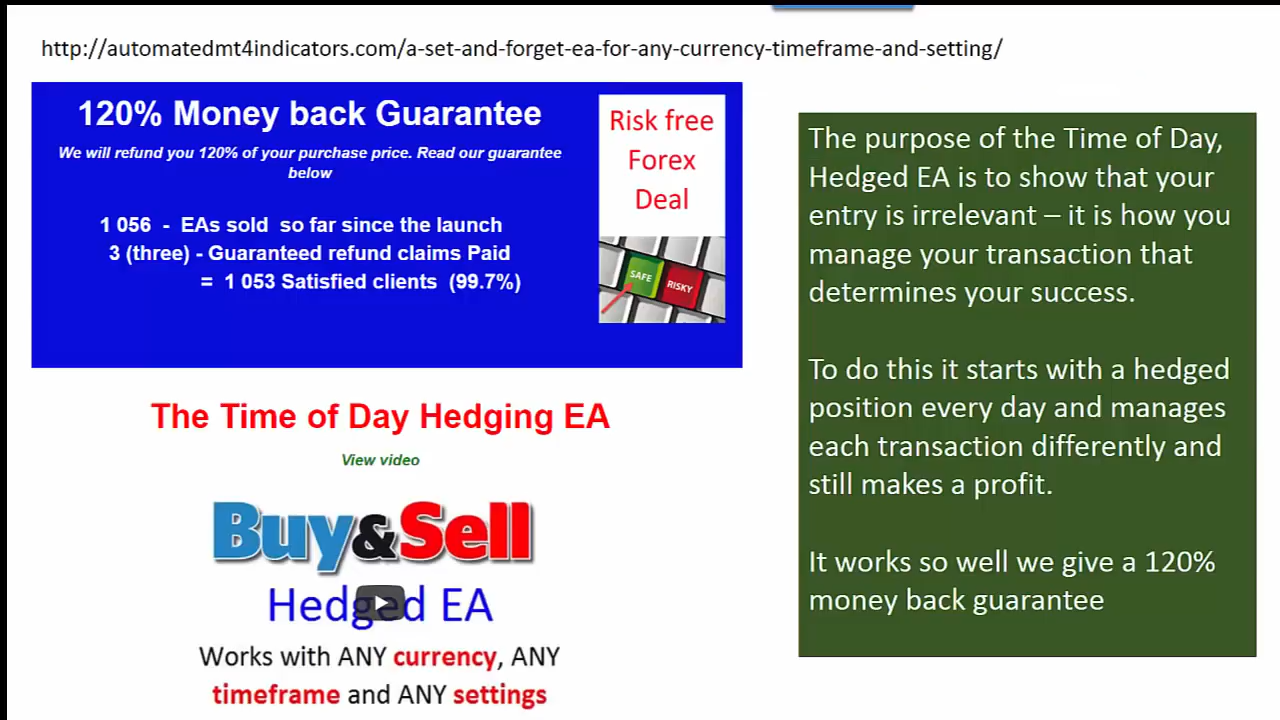 http://automatedmt4indicators.com/a-set-and-forget-ea-for-any-currency-timeframe-and-setting/
120% Money back Guarantee
We will refund you 120% of your purchase price. Read our guarantee
below
1 056 - EAs sold so far since the launch
3 (three) - Guaranteed refund claims Paid
= 1 053 Satisfied clients (99.7%)
Risk free
Forex
Deal
SAFE
RISKY
The Time of Day Hedging EA
View video
Buy&Sell
Hedged EA
Works with ANY currency, ANY
timeframe and ANY settings
The purpose of the Time of Day,
Hedged EA is to show that your
entry is irrelevant – it is how you
manage your transaction that
determines your success.
To do this it starts with a hedged
position every day and manages
each transaction differently and
still makes a profit.
It works so well we give a 120%
money back guarantee